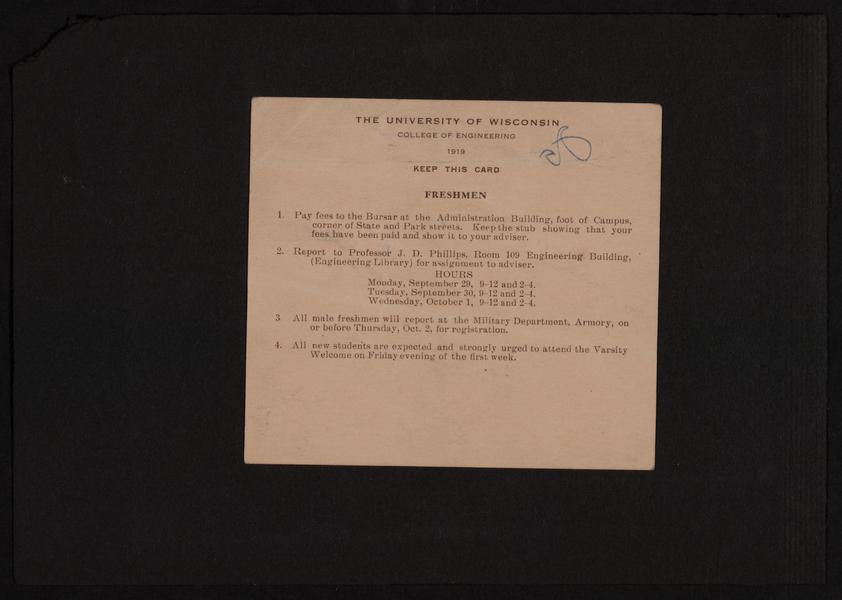 THE UNIVERSITY OF WISCONSIN
COLLEGE OF ENGINEERING
1919
KEEP THIS CARD
FRESHMEN
1. Pay fees to the Bursar at the Administration Building, foot of Campus,
corner of State and Park streets. Keep the stub showing that your
fees have been paid and show it to your adviser.
2. Report to Professor J. D. Phillips, Room 109 Engineering Building,
(Engineering Library) for assignment to adviser.
HOURS
Monday, September 29, 9-12 and 2-4.
Tuesday, September 30, 9-12 and 2-4.
Wednesday, October 1, 9-12 and 2-4.
3 All male freshmen will report at the Military Department, Armory, on
or before Thursday, Oct. 2, for registration.
4. All new students are expected and strongly urged to attend the Varsity
Welcome on Friday evening of the first week.